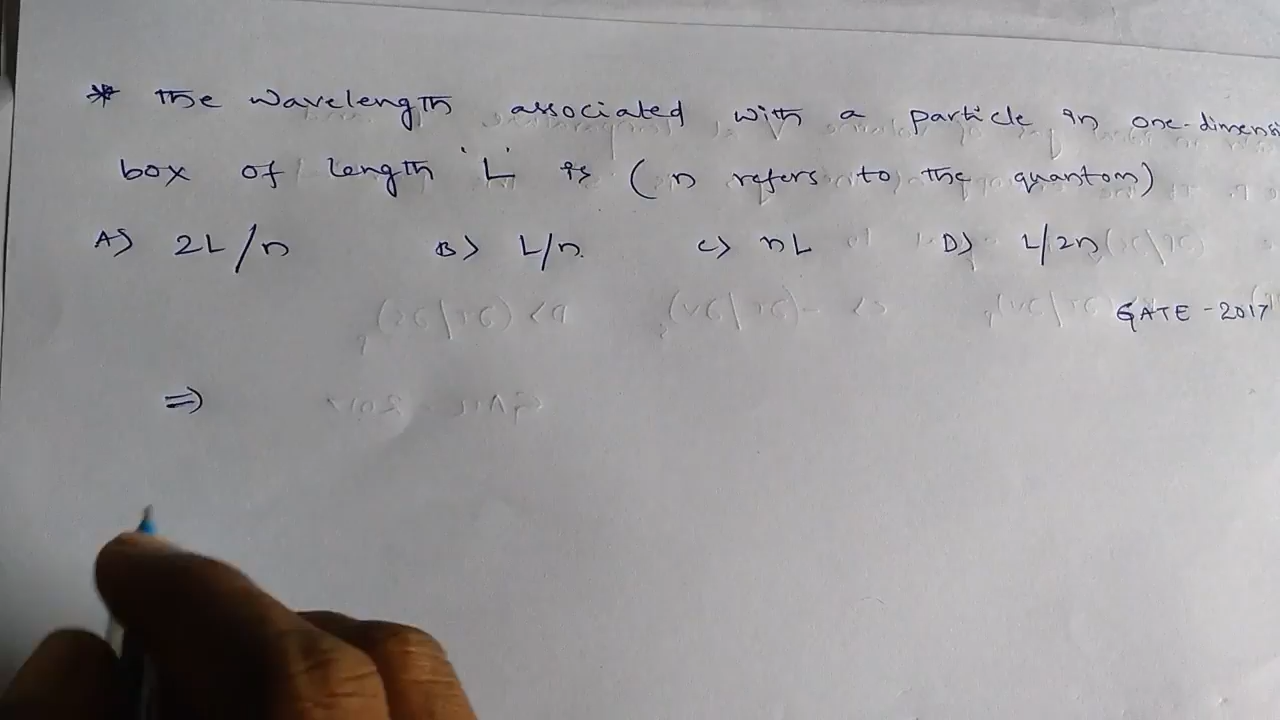 * The wavelength associated with a particle in one-dimensi
box of length 'L' is (n refers to the quantom)
A) 2L/n B) L/n. C) nL D) L/2n
GATE - 2017
⇒